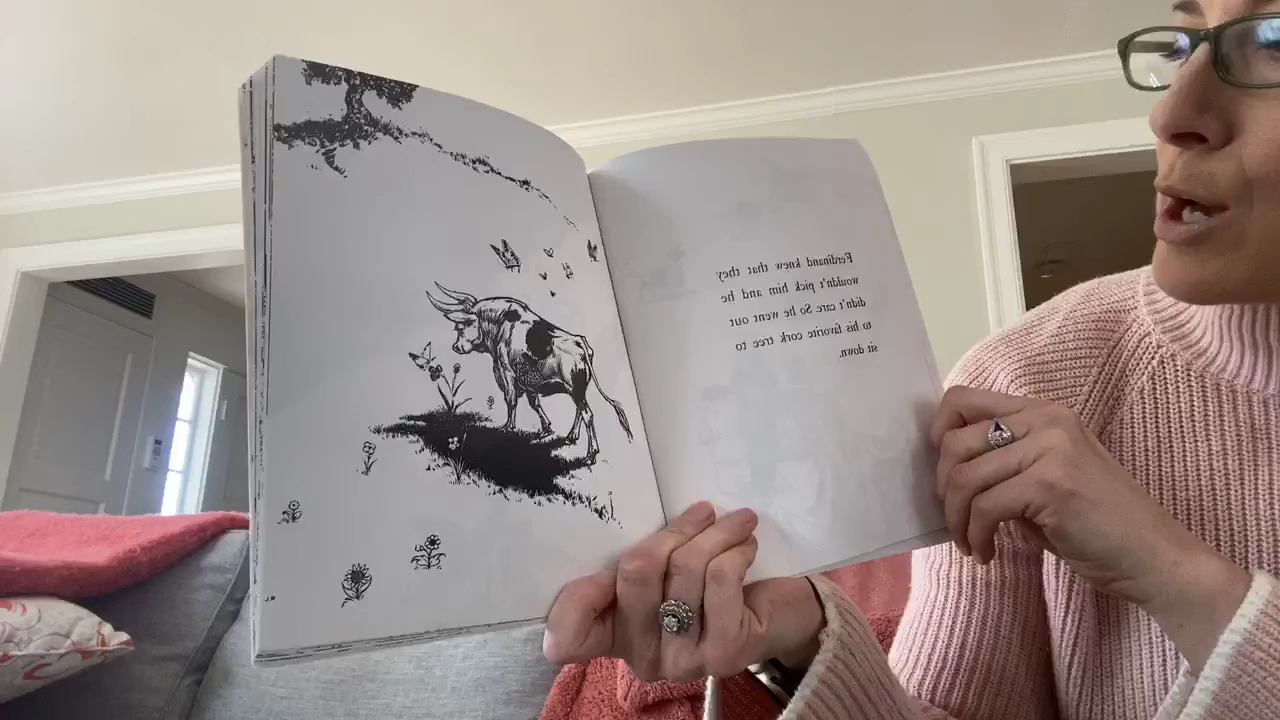 Ferdinand knew that they
wouldn't pick him and he
didn't care. So he went out
to his favorite cork tree to
sit down.